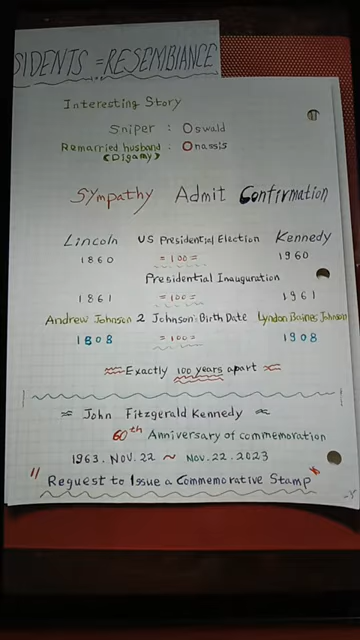 SIDENTS = RESEMBLANCE
Interesting Story
Sniper : Oswald
Remarried husband : Onassis
(Digamy)
Sympathy Admit Confirmation
Lincoln US Presidential Election Kennedy
1860 =100= 1960
Presidential Inauguration
1861 =100= 1961
Andrew Johnson 2 Johnson Birth Date Lyndon Baines Johnson
1808 =100= 1908
Exactly 100 years apart
John Fitzgerald Kennedy
60th Anniversary of commemoration
1963. Nov. 22 ~ Nov. 22. 2023
" Request to Issue a Commemorative Stamp "